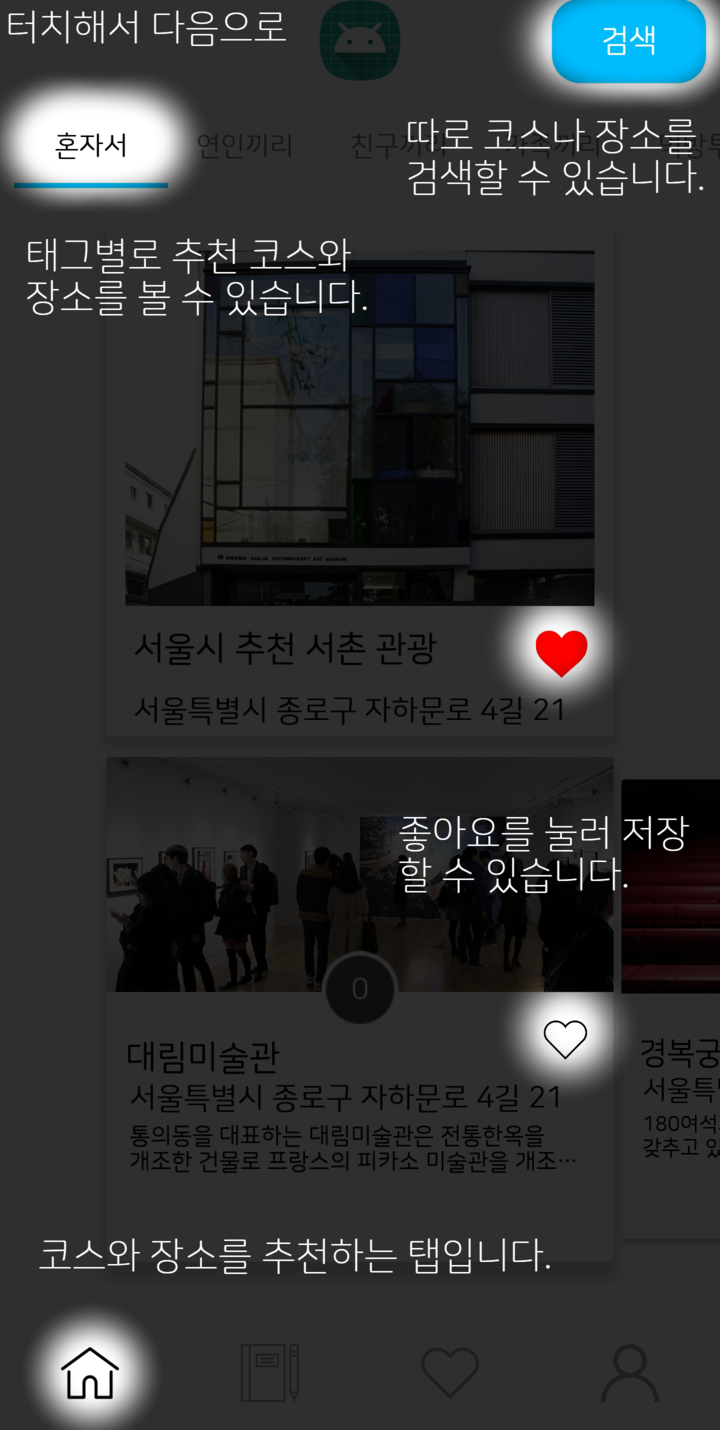 터치해서 다음으로
검색
혼자서
연인끼리
친구끼리
가족끼리
따로 코스나 장소를
검색할 수 있습니다.
태그별로 추천 코스와
장소를 볼 수 있습니다.
서울시 추천 서촌 관광
서울특별시 종로구 자하문로 4길 21
좋아요를 눌러 저장
할 수 있습니다.
0
대림미술관
서울특별시 종로구 자하문로 4길 21
통의동을 대표하는 대림미술관은 전통한옥을
개조한 건물로 프랑스의 피카소 미술관을 개조…
경복궁
서울특
180여석
갖추고 있
코스와 장소를 추천하는 탭입니다.